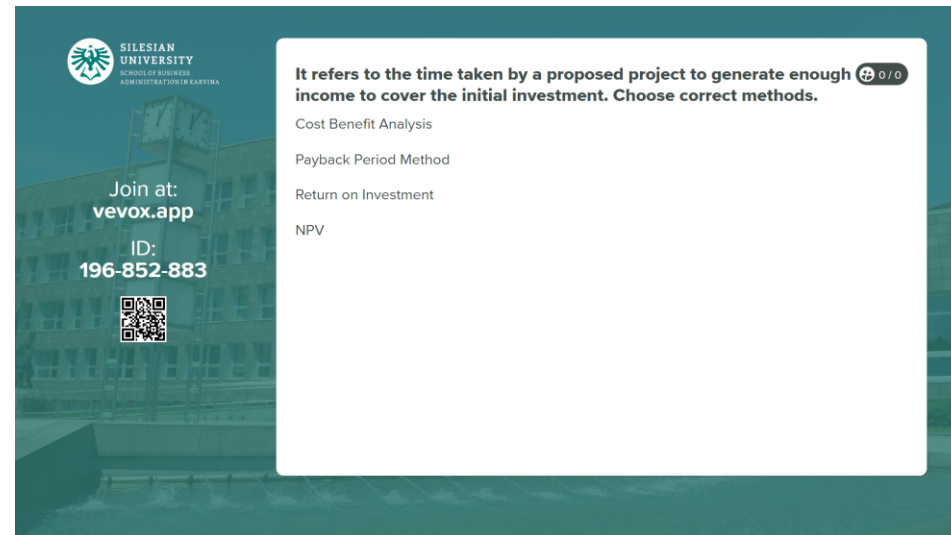 SILESIAN
UNIVERSITY
SCHOOL OF BUSINESS
ADMINISTRATION IN KARVINA
Join at:
vevox.app
ID:
196-852-883
It refers to the time taken by a proposed project to generate enough
0/0
income to cover the initial investment. Choose correct methods.
Cost Benefit Analysis
Payback Period Method
Return on Investment
NPV